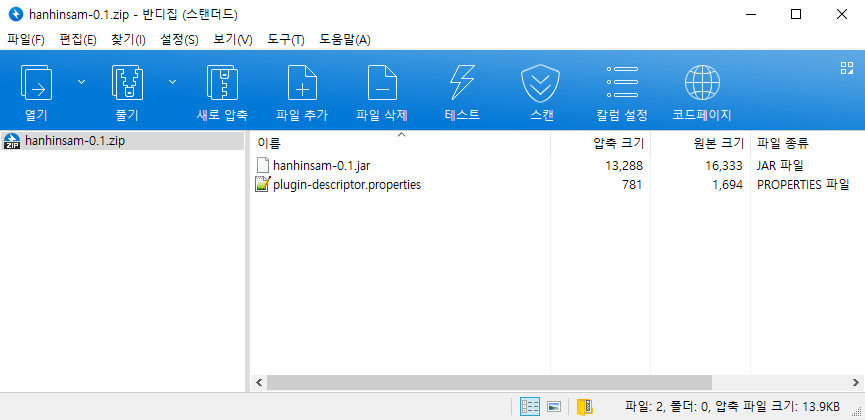 hanhinsam-0.1.zip - 반디집 (스탠더드)
파일(F) 편집(E) 찾기(I) 설정(S) 보기(V) 도구(T) 도움말(A)
열기 풀기 새로 압축 파일 추가 파일 삭제 테스트 스캔 칼럼 설정 코드페이지
ZIP hanhinsam-0.1.zip
이름 압축 크기 원본 크기 파일 종류
hanhinsam-0.1.jar 13,288 16,333 JAR 파일
plugin-descriptor.properties 781 1,694 PROPERTIES 파일
파일: 2, 폴더: 0, 압축 파일 크기: 13.9KB